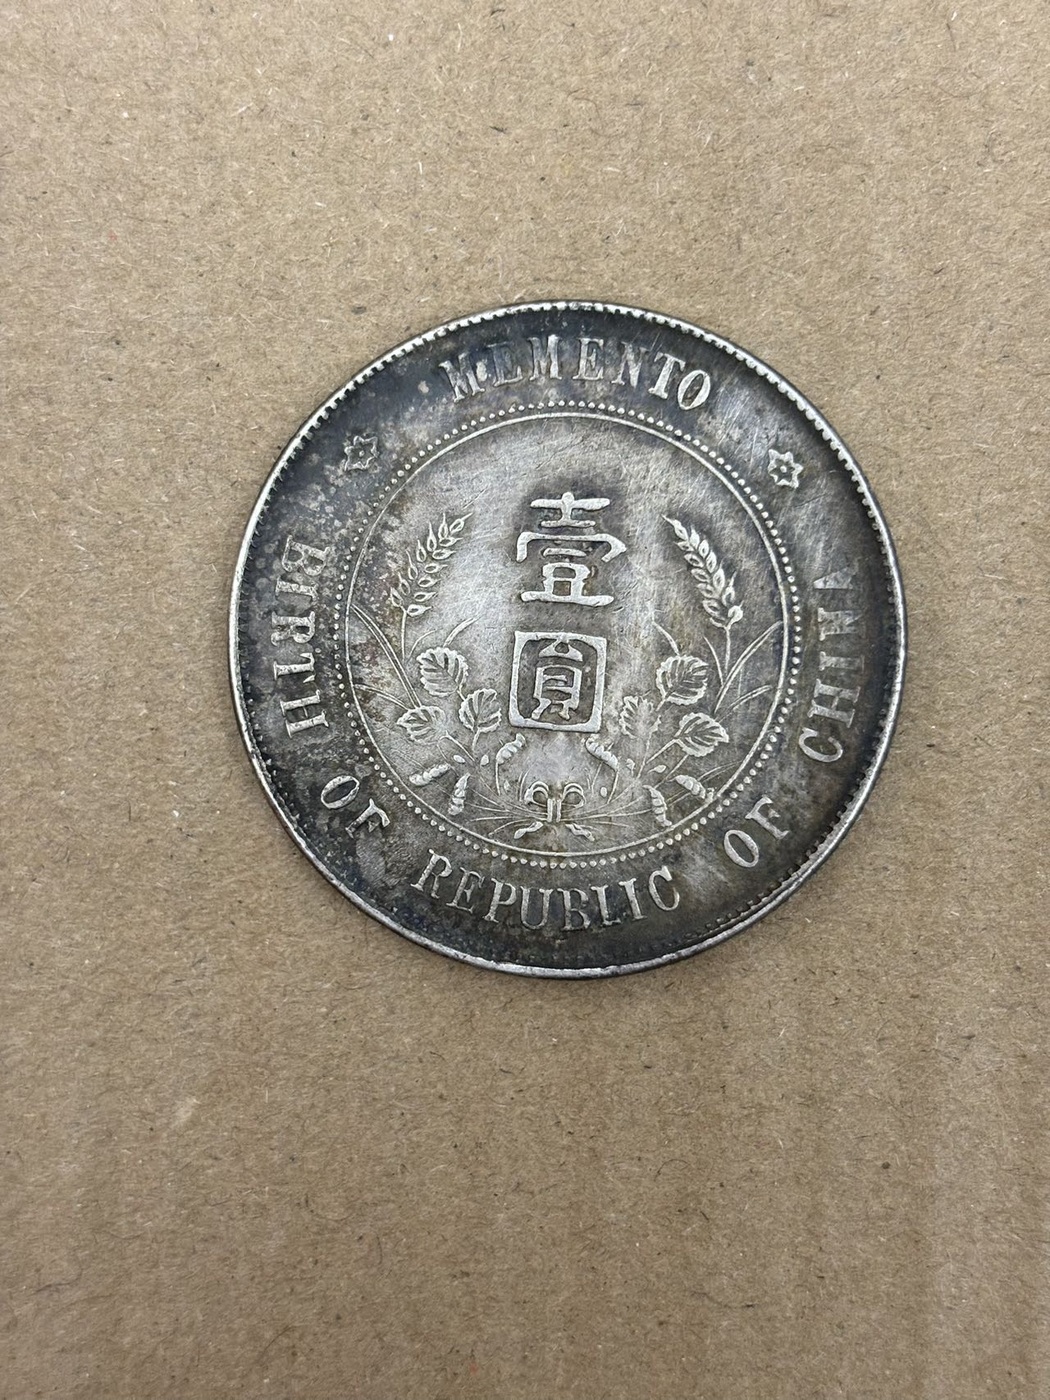 MEMENTO
壹
圓
BIRTH OF REPUBLIC OF CHINA